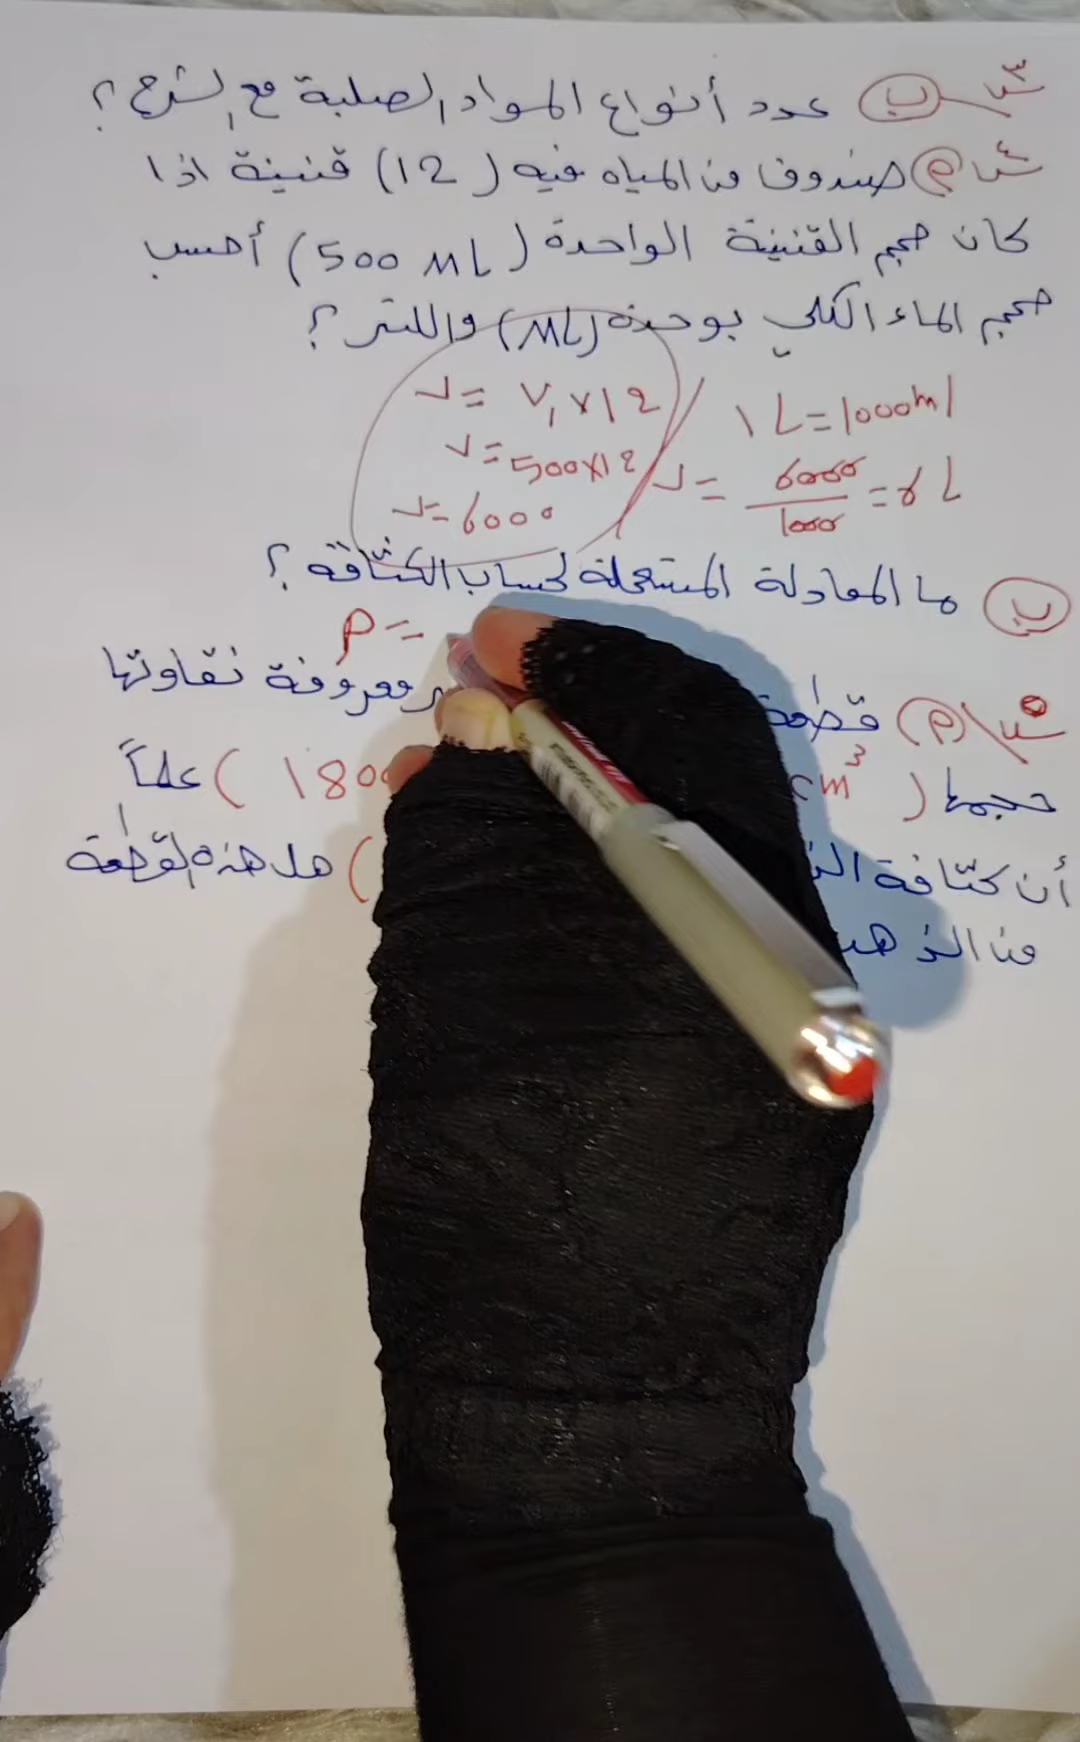 س٣ ب عدد أنواع المواد الصلبة مع الشرح ؟
س٤ م صندوق من المياه فيه ( 12 ) قنينة اذا
كان حجم القنينة الواحدة ( 500 ML ) أحسب
حجم الماء الكلي بوحدة ( ML ) واللتر ؟
V = V₁ x 12
V = 500 x 12
V = 6000
1 L = 1000 ml
V = 6000 / 1000 = 6 L
ب ما المعادلة المستعملة لحساب الكثافة ؟
ρ =
س٥ م قطعة معروفة نقاوتها
حجمها ( cm³ 180 ) علماً
أن كثافة هل هذه القطعة
من